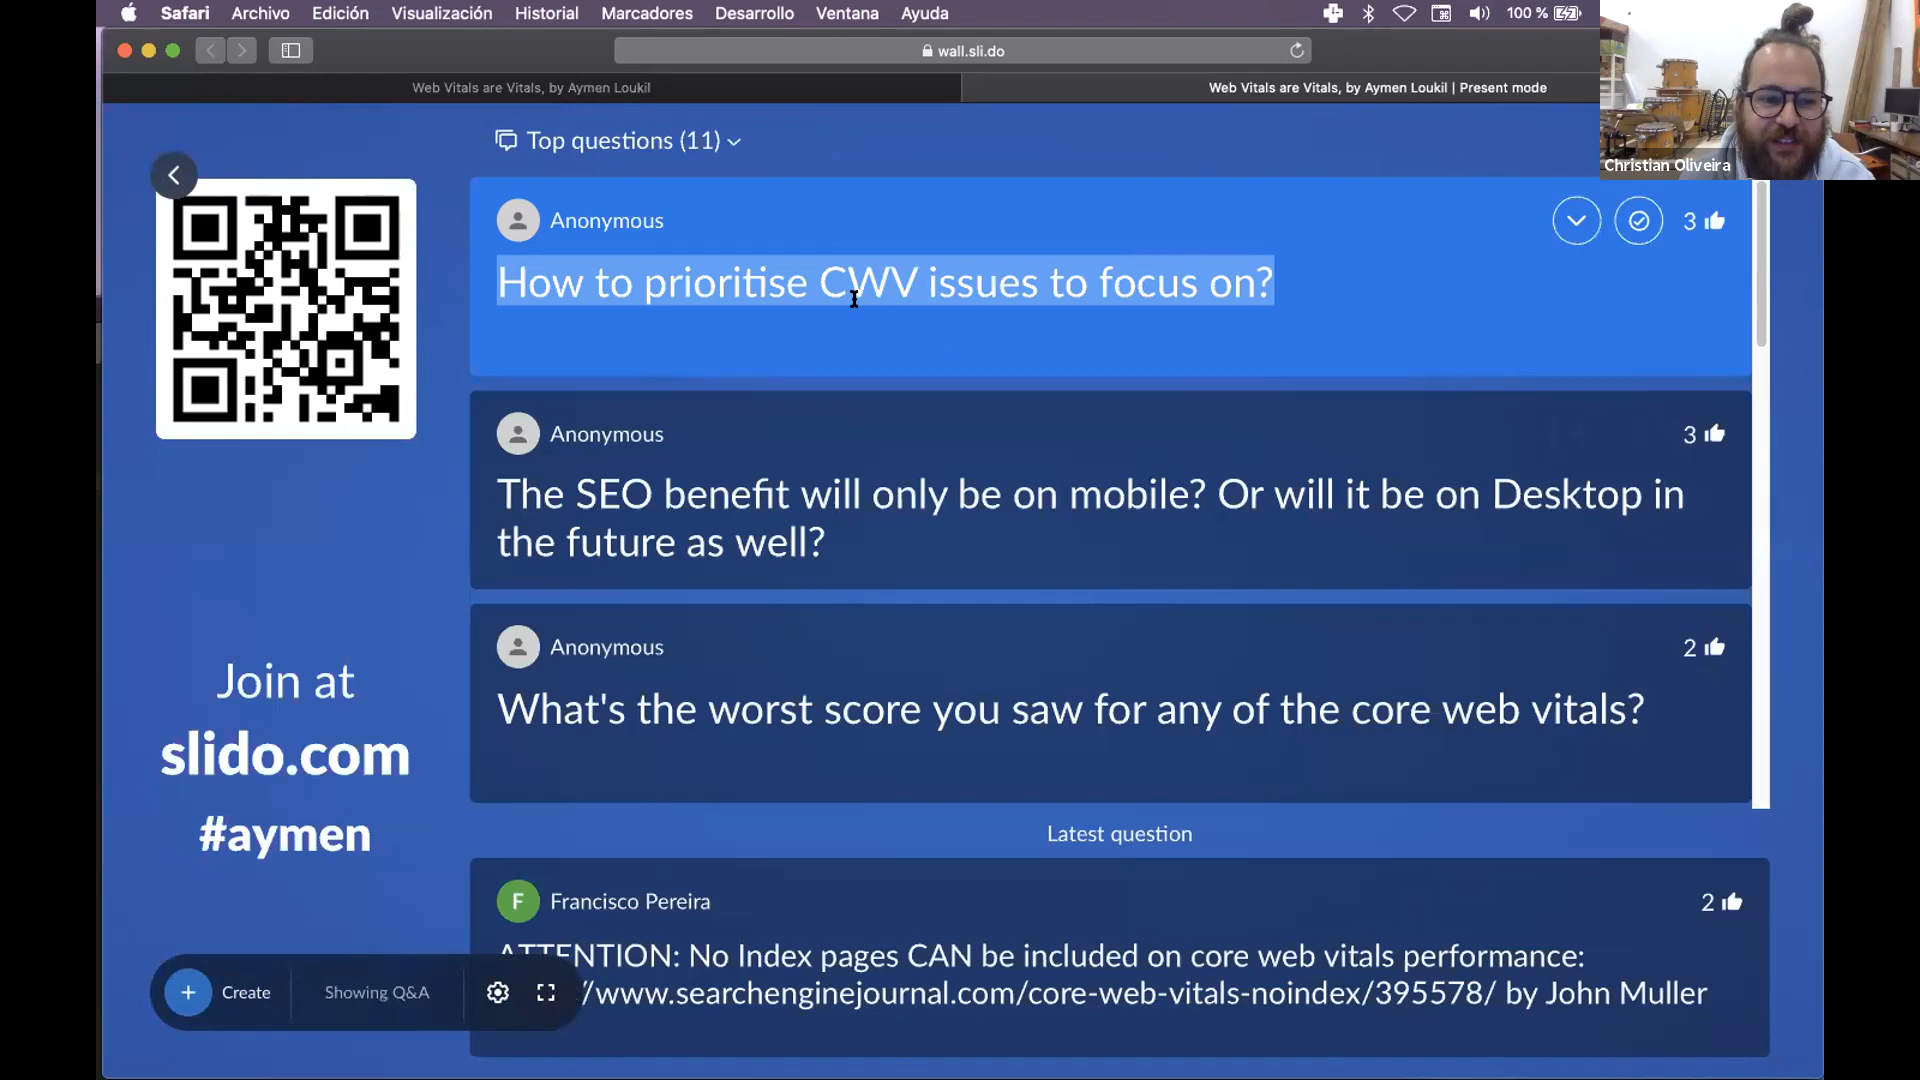 Safari Archivo Edición Visualización Historial Marcadores Desarrollo Ventana Ayuda 100 %
wall.sli.do
Web Vitals are Vitals, by Aymen Loukil
Web Vitals are Vitals, by Aymen Loukil | Present mode
Christian Oliveira
Top questions (11)
Anonymous 3
How to prioritise CWV issues to focus on?
Anonymous 3
The SEO benefit will only be on mobile? Or will it be on Desktop in
the future as well?
Anonymous 2
What's the worst score you saw for any of the core web vitals?
Join at
slido.com
#aymen
Latest question
F Francisco Pereira 2
ATTENTION: No Index pages CAN be included on core web vitals performance:
/www.searchenginejournal.com/core-web-vitals-noindex/395578/ by John Muller
Create Showing Q&A